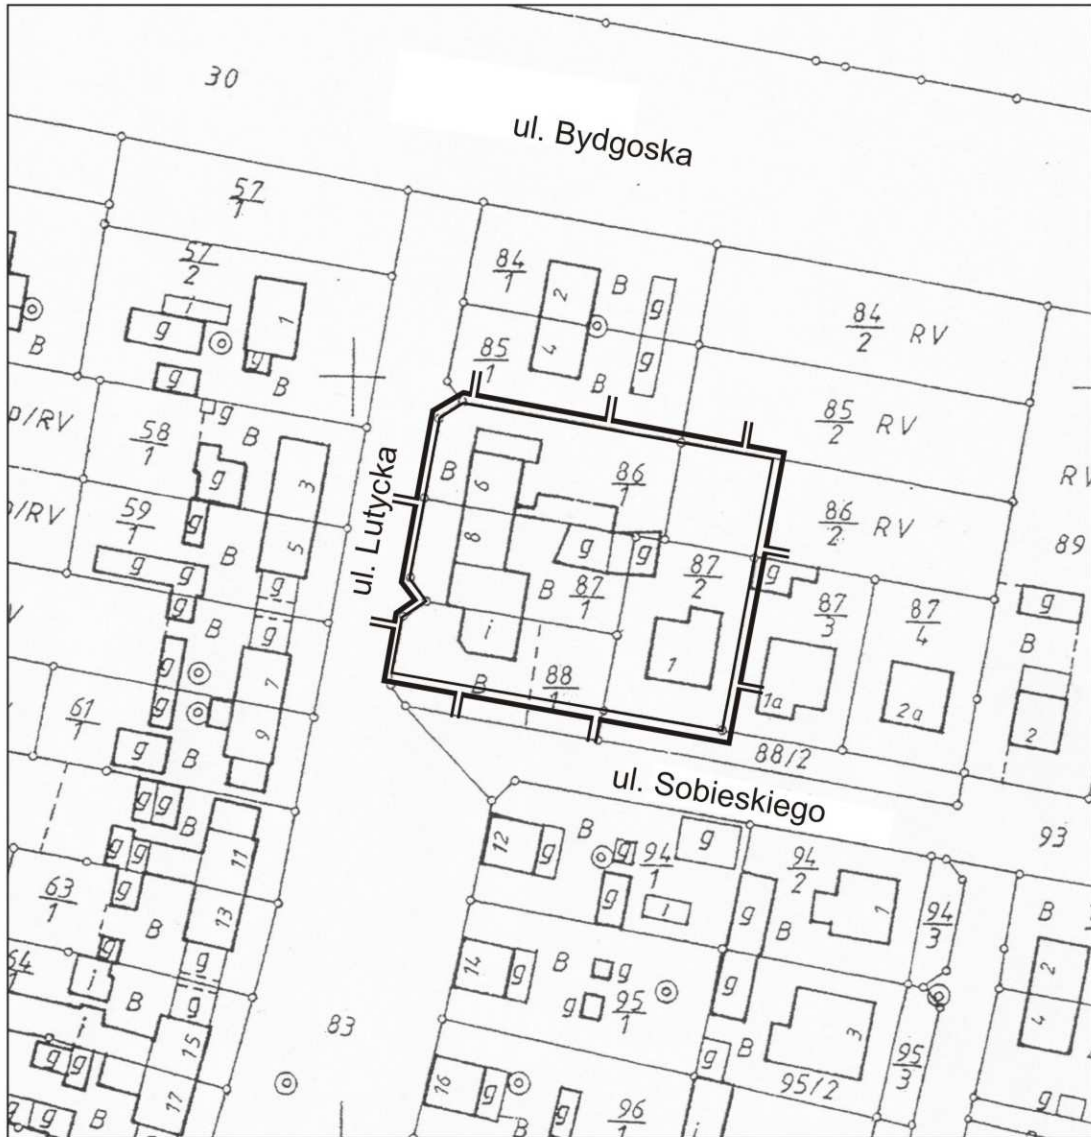 30
ul. Bydgoska
57/1
57/2
84/1
B
2
g
84/2 RV
i
g
1
g
B
4
85/1
B
g
85/2 RV
B
g
g
B
p/RV
58/1
B
3
ul. Lutycka
B
6
86/1
86/2 RV
RV
89
g
p/RV
59/1
g
5
8
g
g
87/2
g
87/3
87/4
g
g
g
B
g
B
87/1
g
B
V
g
B
g
i
1
1a
2a
2
g
7
B
88/1
61/1
g
B
9
88/2
g
ul. Sobieskiego
g
g
B
11
12
g
B
g
94/1
g
94/2
93
g
g
63/1
g
B
13
g
i
g
B
1
94/3
B
64/1
g
i
B
g
g
14
g
B
g
g
95/1
g
B
3
2
4
i
15
83
g
g
17
16
g
B
g
96/1
g
B
95/2
95/3
g
g
g
B
i
B